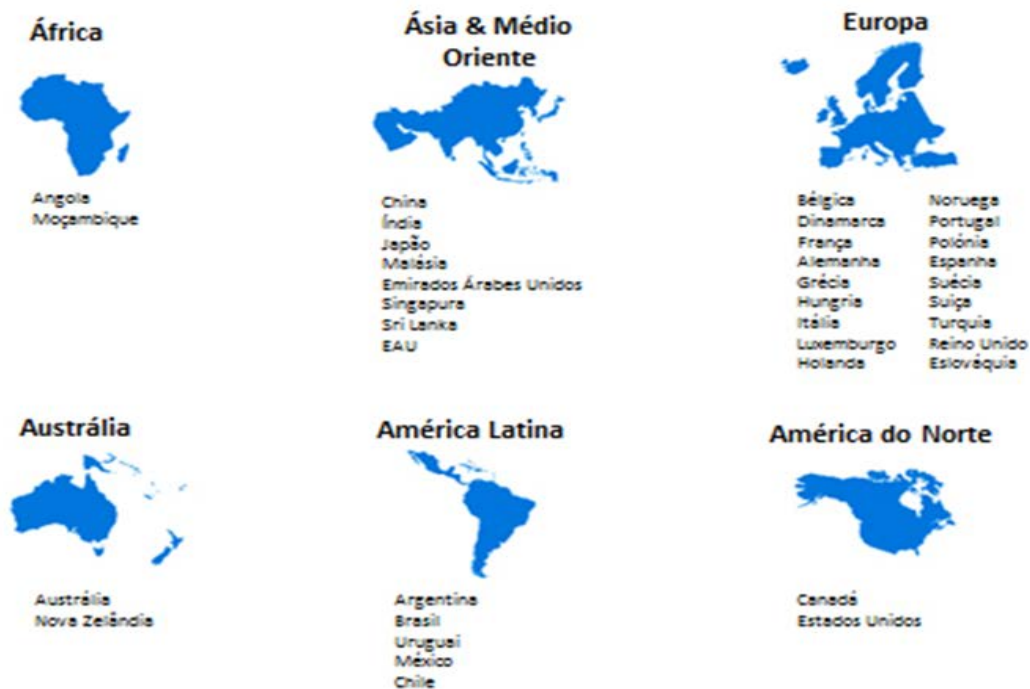 África
Angola
Moçambique
Ásia & Médio
Oriente
China
Índia
Japão
Malásia
Emirados Árabes Unidos
Singapura
Sri Lanka
EAU
Europa
Bélgica
Dinamarca
França
Alemanha
Grécia
Hungria
Itália
Luxemburgo
Holanda
Noruega
Portugal
Polónia
Espanha
Suécia
Suiça
Turquia
Reino Unido
Eslováquia
Austrália
Austrália
Nova Zelândia
América Latina
Argentina
Brasil
Uruguai
México
Chile
América do Norte
Canadá
Estados Unidos